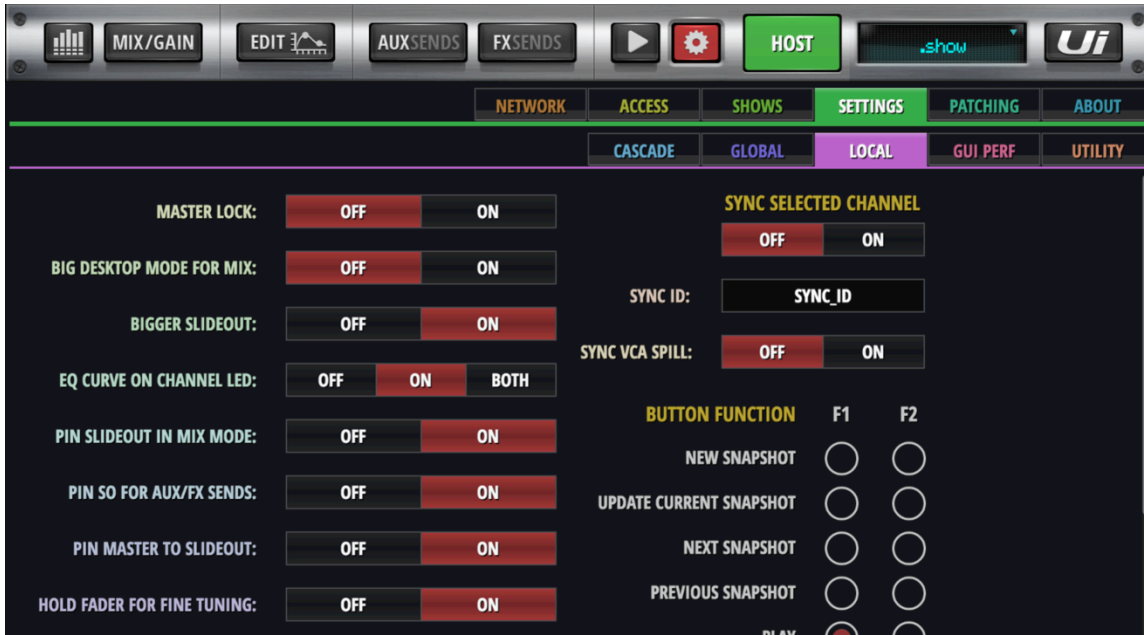 MIX/GAIN EDIT AUXSENDS FXSENDS HOST .show Ui
NETWORK ACCESS SHOWS SETTINGS PATCHING ABOUT
CASCADE GLOBAL LOCAL GUI PERF UTILITY
MASTER LOCK: OFF ON
BIG DESKTOP MODE FOR MIX: OFF ON
BIGGER SLIDEOUT: OFF ON
EQ CURVE ON CHANNEL LED: OFF ON BOTH
PIN SLIDEOUT IN MIX MODE: OFF ON
PIN SO FOR AUX/FX SENDS: OFF ON
PIN MASTER TO SLIDEOUT: OFF ON
HOLD FADER FOR FINE TUNING: OFF ON
SYNC SELECTED CHANNEL
OFF ON
SYNC ID: SYNC_ID
SYNC VCA SPILL: OFF ON
BUTTON FUNCTION F1 F2
NEW SNAPSHOT
UPDATE CURRENT SNAPSHOT
NEXT SNAPSHOT
PREVIOUS SNAPSHOT
PLAY